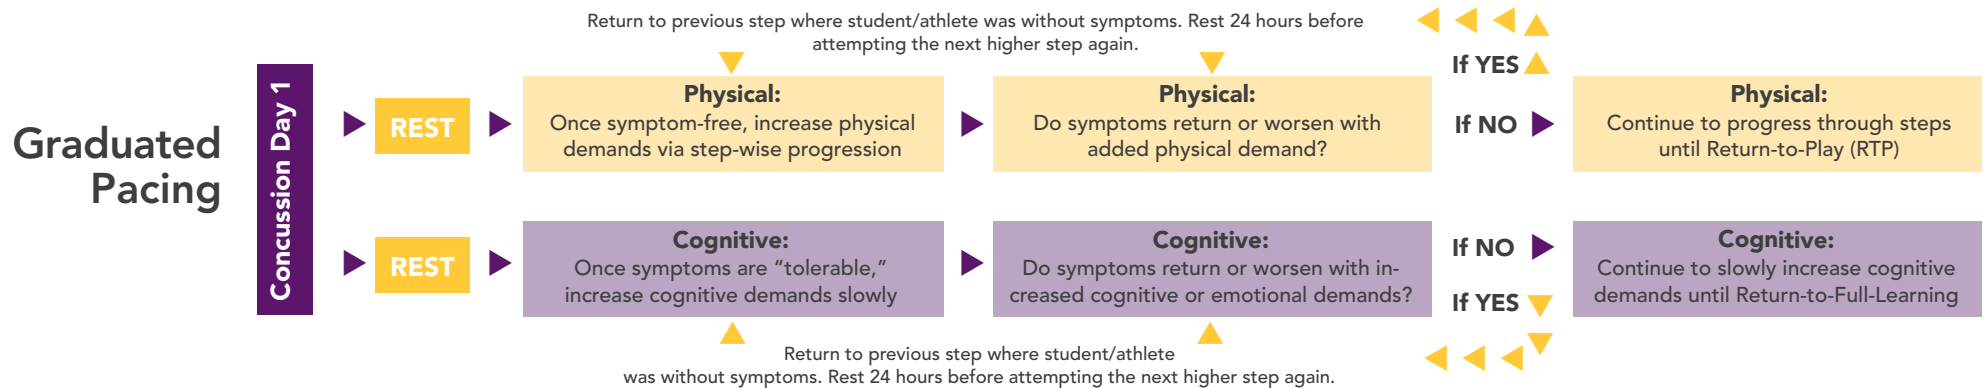 Graduated
Pacing
Concussion Day 1
Return to previous step where student/athlete was without symptoms. Rest 24 hours before
attempting the next higher step again.
REST
Physical:
Once symptom-free, increase physical
demands via step-wise progression
Physical:
Do symptoms return or worsen with
added physical demand?
If YES
If NO
Physical:
Continue to progress through steps
until Return-to-Play (RTP)
REST
Cognitive:
Once symptoms are “tolerable,”
increase cognitive demands slowly
Cognitive:
Do symptoms return or worsen with in-
creased cognitive or emotional demands?
If NO
If YES
Cognitive:
Continue to slowly increase cognitive
demands until Return-to-Full-Learning
Return to previous step where student/athlete
was without symptoms. Rest 24 hours before attempting the next higher step again.